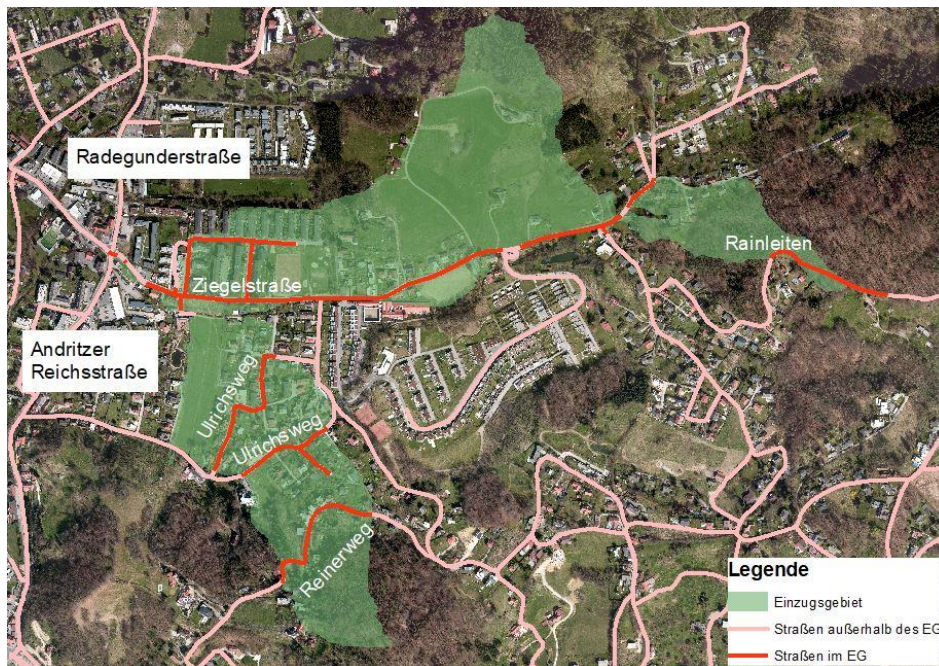 Radegunderstraße
Rainleiten
Ziegelstraße
Andritzer
Reichsstraße
Ulrichsweg
Ulrichsweg
Reinerweg
Legende
Einzugsgebiet
Straßen außerhalb des EG
Straßen im EG